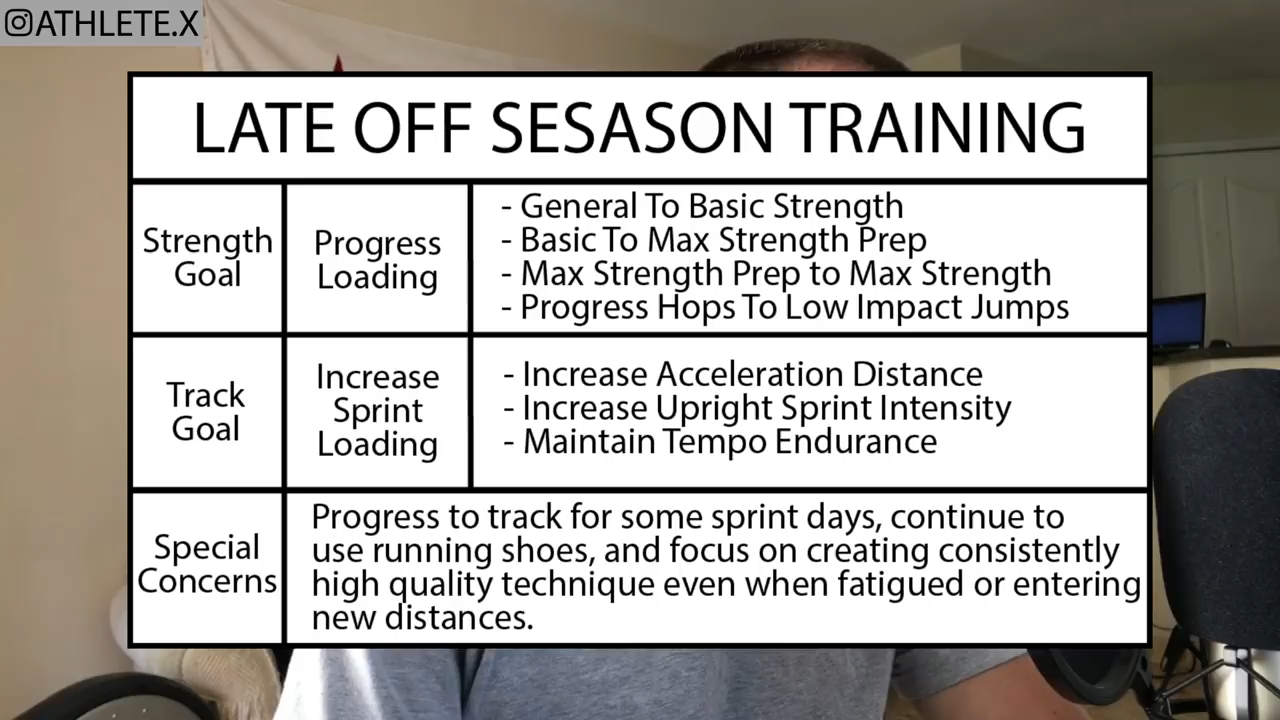 ATHLETE.X
LATE OFF SESASON TRAINING
Strength
Goal
Progress
Loading
- General To Basic Strength
- Basic To Max Strength Prep
- Max Strength Prep to Max Strength
- Progress Hops To Low Impact Jumps
Track
Goal
Increase
Sprint
Loading
- Increase Acceleration Distance
- Increase Upright Sprint Intensity
- Maintain Tempo Endurance
Special
Concerns
Progress to track for some sprint days, continue to
use running shoes, and focus on creating consistently
high quality technique even when fatigued or entering
new distances.